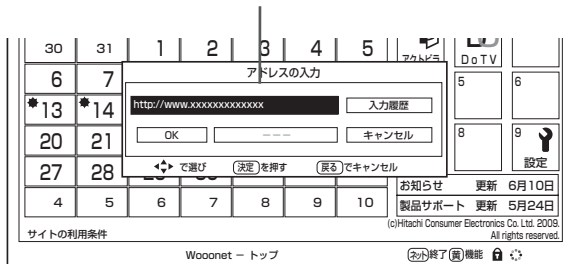 30 31 1 2 3 4 5 アクトビラ DoTV
アドレスの入力
6 7 5 6
http://www.xxxxxxxxxxxxx 入力履歴
13 14
OK --- キャンセル
20 21 8 9
で選び 決定を押す 戻るでキャンセル
設定
27 28
お知らせ 更新 6月10日
4 5 6 7 8 9 10 製品サポート 更新 5月24日
(c)Hitachi Consumer Electronics Co. Ltd. 2009.
サイトの利用条件 All rights reserved.
Wooonet − トップ ネット終了 黄機能